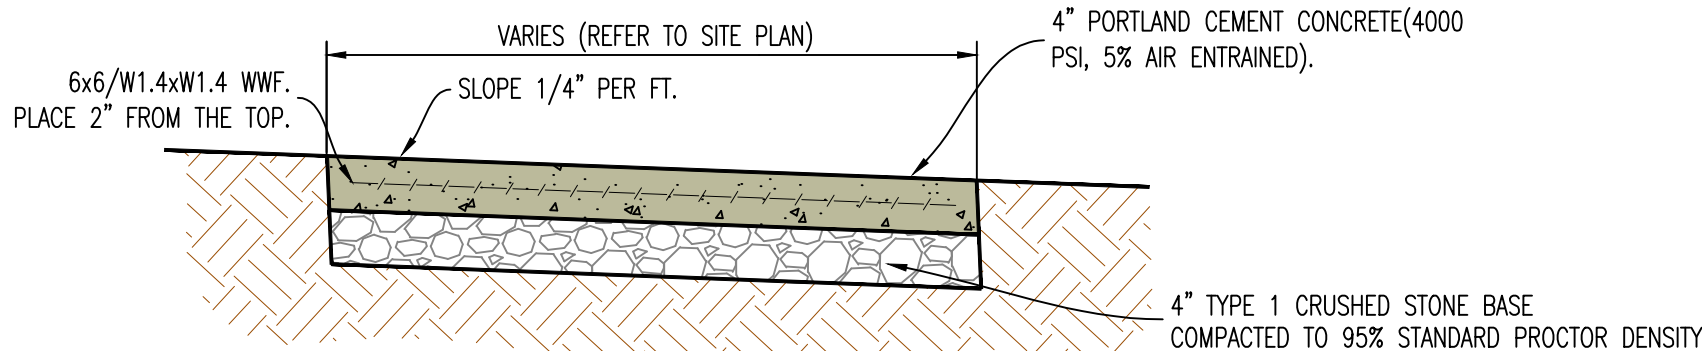 VARIES (REFER TO SITE PLAN)
4” PORTLAND CEMENT CONCRETE(4000
PSI, 5% AIR ENTRAINED).
6x6/W1.4xW1.4 WWF.
PLACE 2” FROM THE TOP.
SLOPE 1/4” PER FT.
4” TYPE 1 CRUSHED STONE BASE
COMPACTED TO 95% STANDARD PROCTOR DENSITY